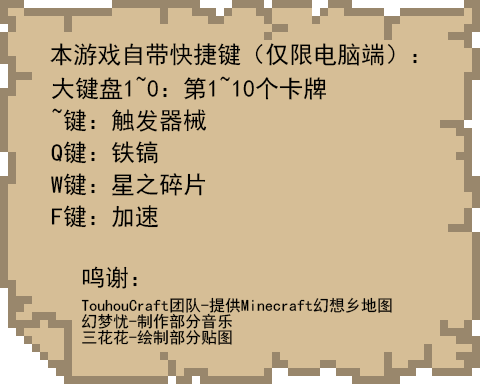 本游戏自带快捷键（仅限电脑端）：
大键盘1~0：第1~10个卡牌
~键：触发器械
Q键：铁镐
W键：星之碎片
F键：加速
鸣谢：
TouhouCraft团队-提供Minecraft幻想乡地图
幻梦忧-制作部分音乐
三花花-绘制部分贴图